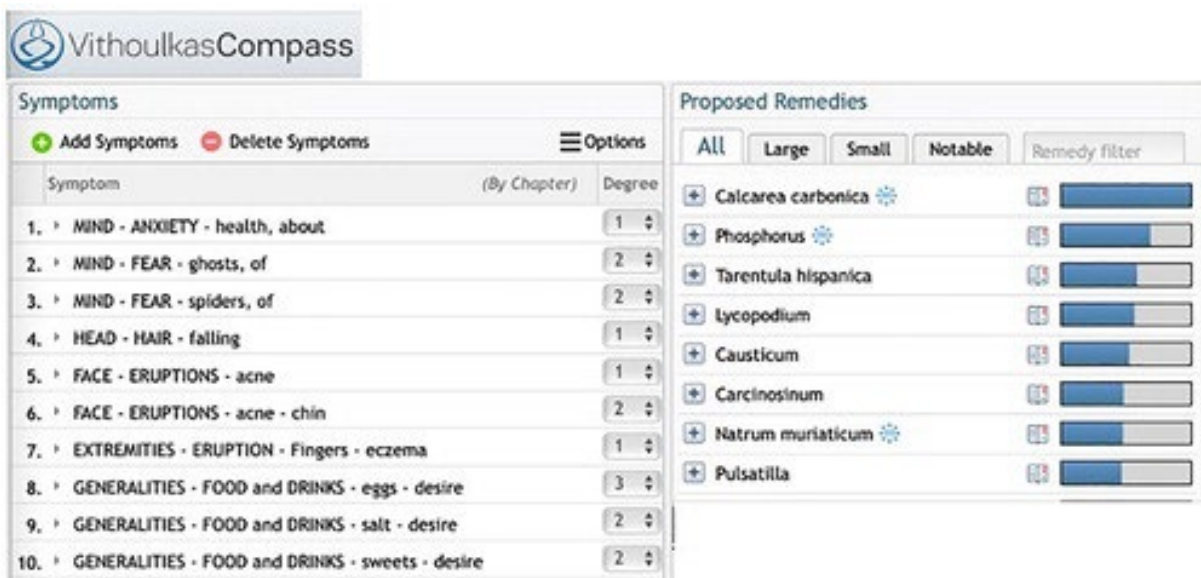 VithoulkasCompass
Symptoms
Add Symptoms Delete Symptoms Options
Symptom (By Chapter) Degree
1. MIND - ANXIETY - health, about 1
2. MIND - FEAR - ghosts, of 2
3. MIND - FEAR - spiders, of 2
4. HEAD - HAIR - falling 1
5. FACE - ERUPTIONS - acne 1
6. FACE - ERUPTIONS - acne - chin 2
7. EXTREMITIES - ERUPTION - Fingers - eczema 1
8. GENERALITIES - FOOD and DRINKS - eggs - desire 3
9. GENERALITIES - FOOD and DRINKS - salt - desire 2
10. GENERALITIES - FOOD and DRINKS - sweets - desire 2
Proposed Remedies
All Large Small Notable Remedy filter
Calcarea carbonica
Phosphorus
Tarentula hispanica
Lycopodium
Causticum
Carcinosinum
Natrum muriaticum
Pulsatilla